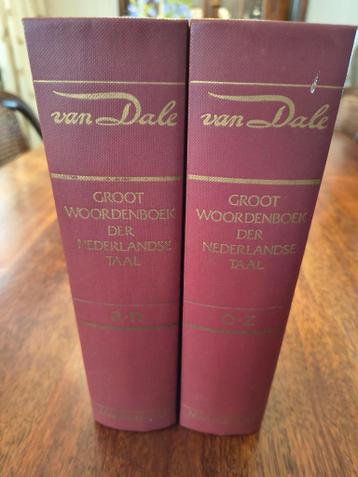 van Dale
GROOT
WOORDENBOEK
DER
NEDERLANDSE
TAAL
a-n
van Dale
GROOT
WOORDENBOEK
DER
NEDERLANDSE
TAAL
o-z